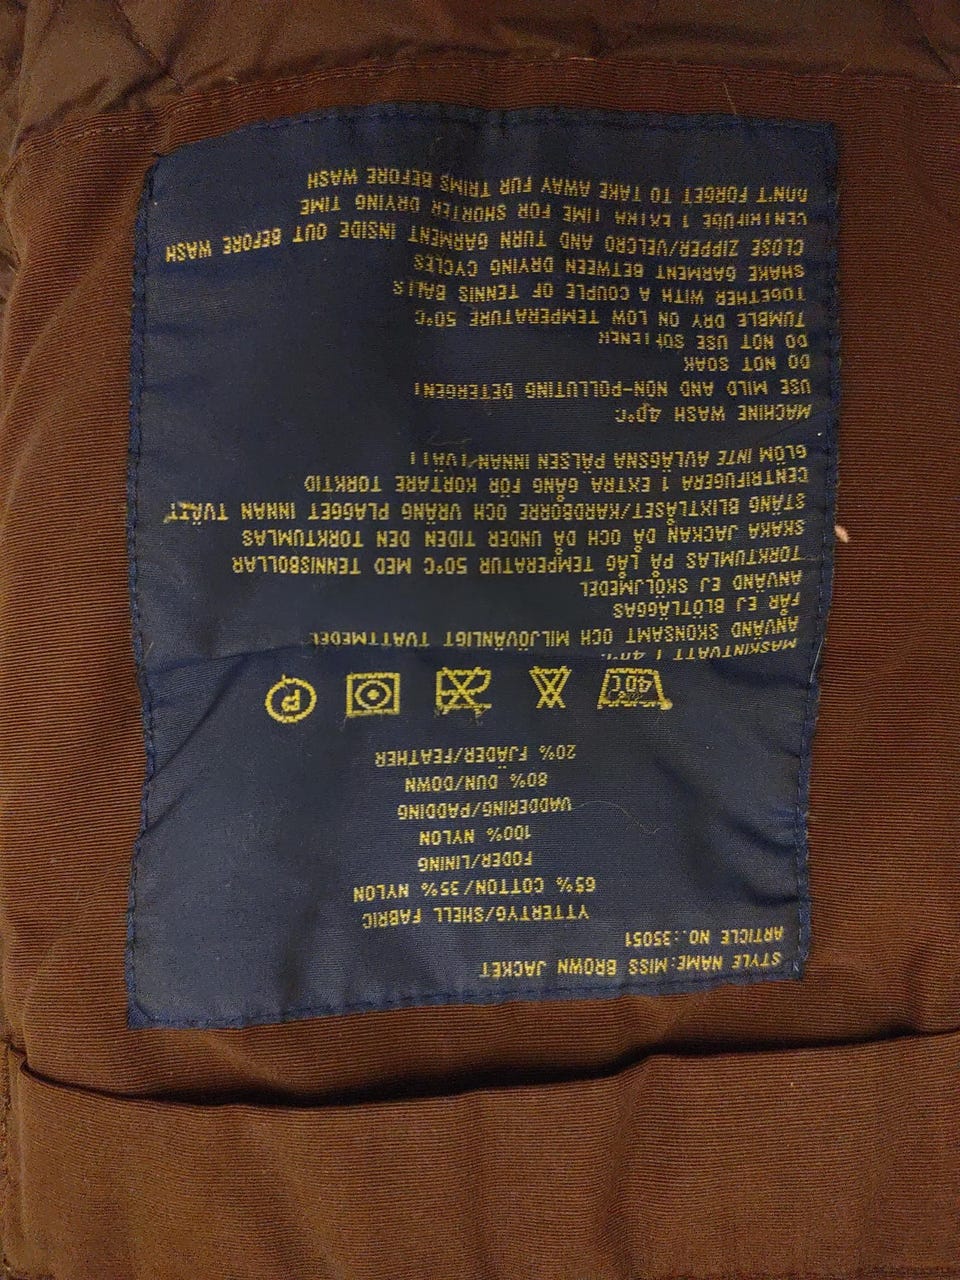 STYLE NAME:MISS BROWN JACKET
ARTICLE NO.:35051
YTTERTYG/SHELL FABRIC
65% COTTON/35% NYLON
FODER/LINING
100% NYLON
VADDERING/PADDING
80% DUN/DOWN
20% FJÄDER/FEATHER
40C P
MASKINTVÄTT I 40°C
ANVÄND SKONSAMT OCH MILJÖVÄNLIGT TVÄTTMEDEL
FÅR EJ BLÖTLÄGGAS
ANVÄND EJ SKÖLJMEDEL
TORKTUMLAS PÅ LÅG TEMPERATUR 50°C MED TENNISBOLLAR
SKAKA JACKAN DÅ OCH DÅ UNDER TIDEN DEN TORKTUMLAS
STÄNG BLIXTLÅSET/KARDBORRE OCH VRÄNG PLAGGET INNAN TVÄTT
CENTRIFUGERA 1 EXTRA GÅNG FÖR KORTARE TORKTID
GLÖM INTE AVLÄGSNA PÄLSEN INNAN TVÄTT
MACHINE WASH 40°C
USE MILD AND NON-POLLUTING DETERGENT
DO NOT SOAK
DO NOT USE SOFTENER
TUMBLE DRY ON LOW TEMPERATURE 50°C
TOGETHER WITH A COUPLE OF TENNIS BALLS
SHAKE GARMENT BETWEEN DRYING CYCLES
CLOSE ZIPPER/VELCRO AND TURN GARMENT INSIDE OUT BEFORE WASH
CENTRIFUGE 1 EXTRA TIME FOR SHORTER DRYING TIME
DON'T FORGET TO TAKE AWAY FUR TRIMS BEFORE WASH